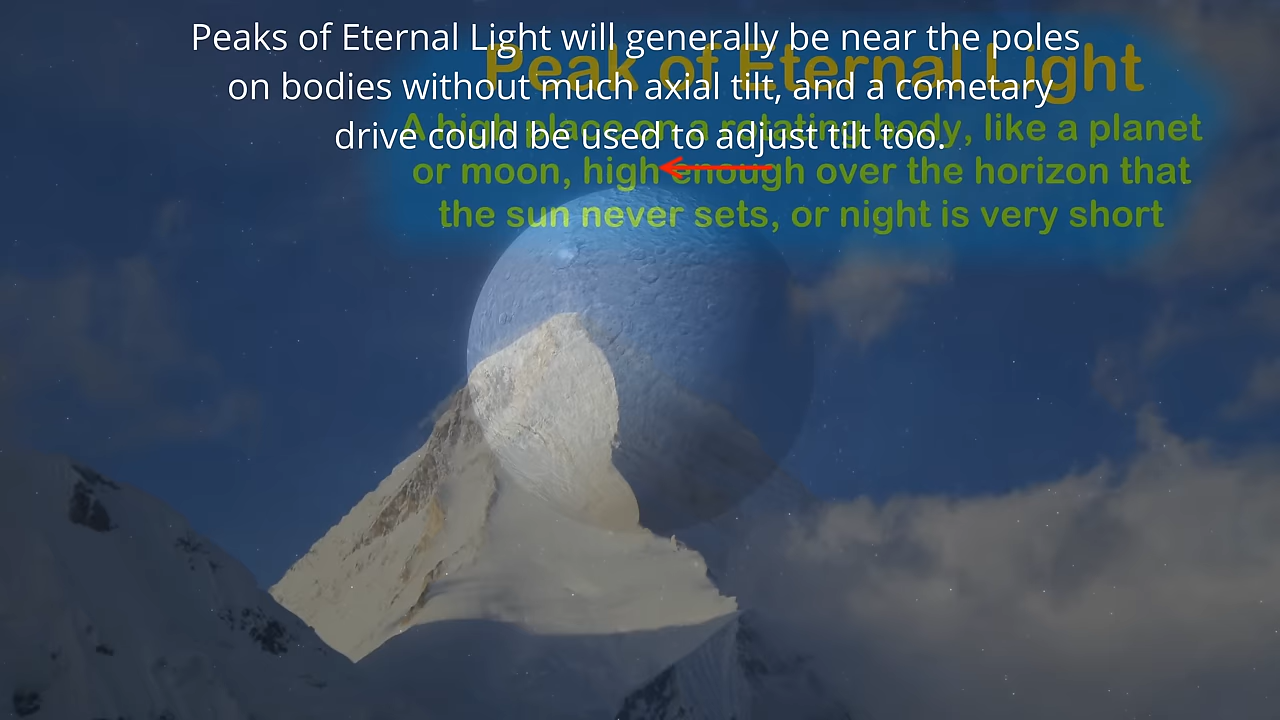 Peaks of Eternal Light will generally be near the poles
on bodies without much axial tilt, and a cometary
drive could be used to adjust tilt too.
Peak of Eternal Light
A high place on a rotating body, like a planet
or moon, high enough over the horizon that
the sun never sets, or night is very short